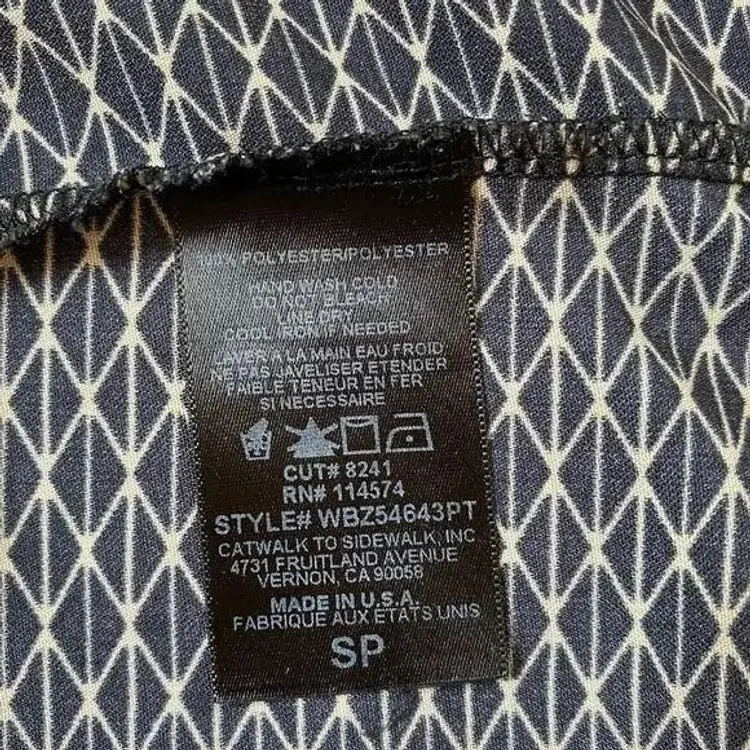 POLYESTER/POLYESTER
HAND WASH COLD
DO NOT BLEACH
LINE DRY
COOL IRON IF NEEDED
LAVER A LA MAIN EAU FROID
NE PAS JAVELISER ETENDER
FAIBLE TENEUR EN FER
SI NECESSAIRE
CUT# 8241
RN# 114574
STYLE# WBZ54643PT
CATWALK TO SIDEWALK, INC
4731 FRUITLAND AVENUE
VERNON, CA 90058
MADE IN U.S.A.
FABRIQUE AUX ETATS UNIS
SP